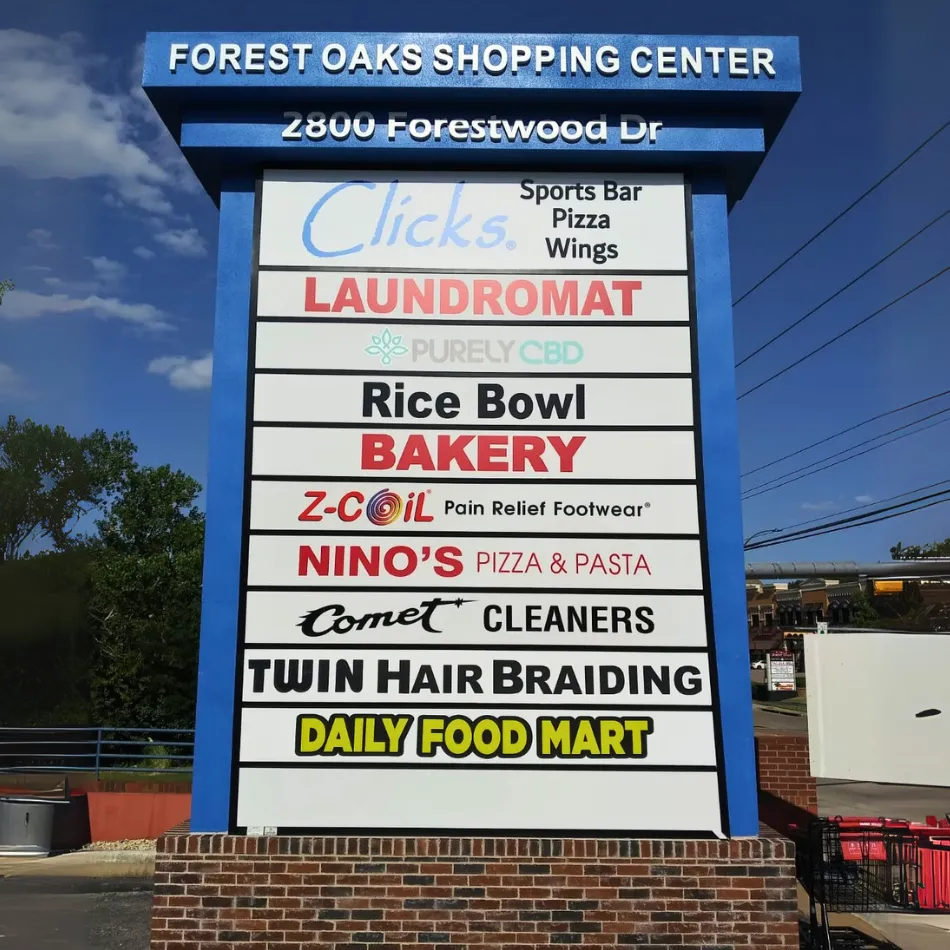 FOREST OAKS SHOPPING CENTER
2800 Forestwood Dr
Clicks®
Sports Bar
Pizza
Wings
LAUNDROMAT
PURELY CBD
Rice Bowl
BAKERY
Z-COiL® Pain Relief Footwear®
NINO'S PIZZA & PASTA
Comet CLEANERS
TWIN HAIR BRAIDING
DAILY FOOD MART